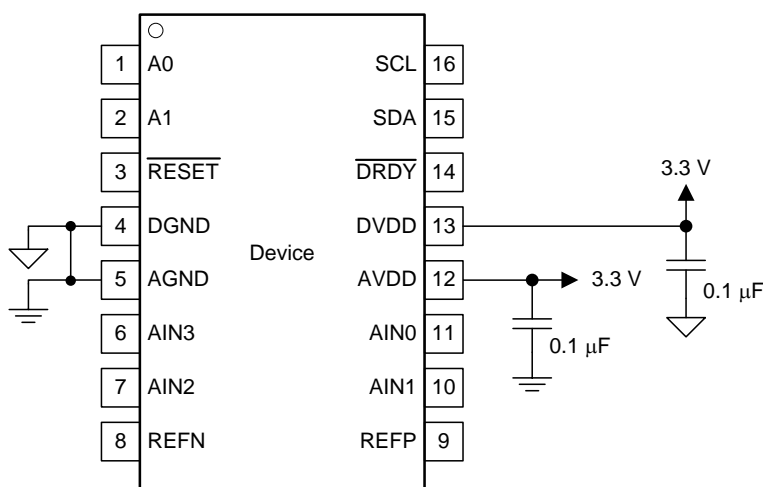 1 A0 SCL 16
2 A1 SDA 15
3 RESET DRDY 14
3.3 V
4 DGND DVDD 13
Device
5 AGND AVDD 12 3.3 V
0.1 μF
6 AIN3 AIN0 11
0.1 μF
7 AIN2 AIN1 10
8 REFN REFP 9